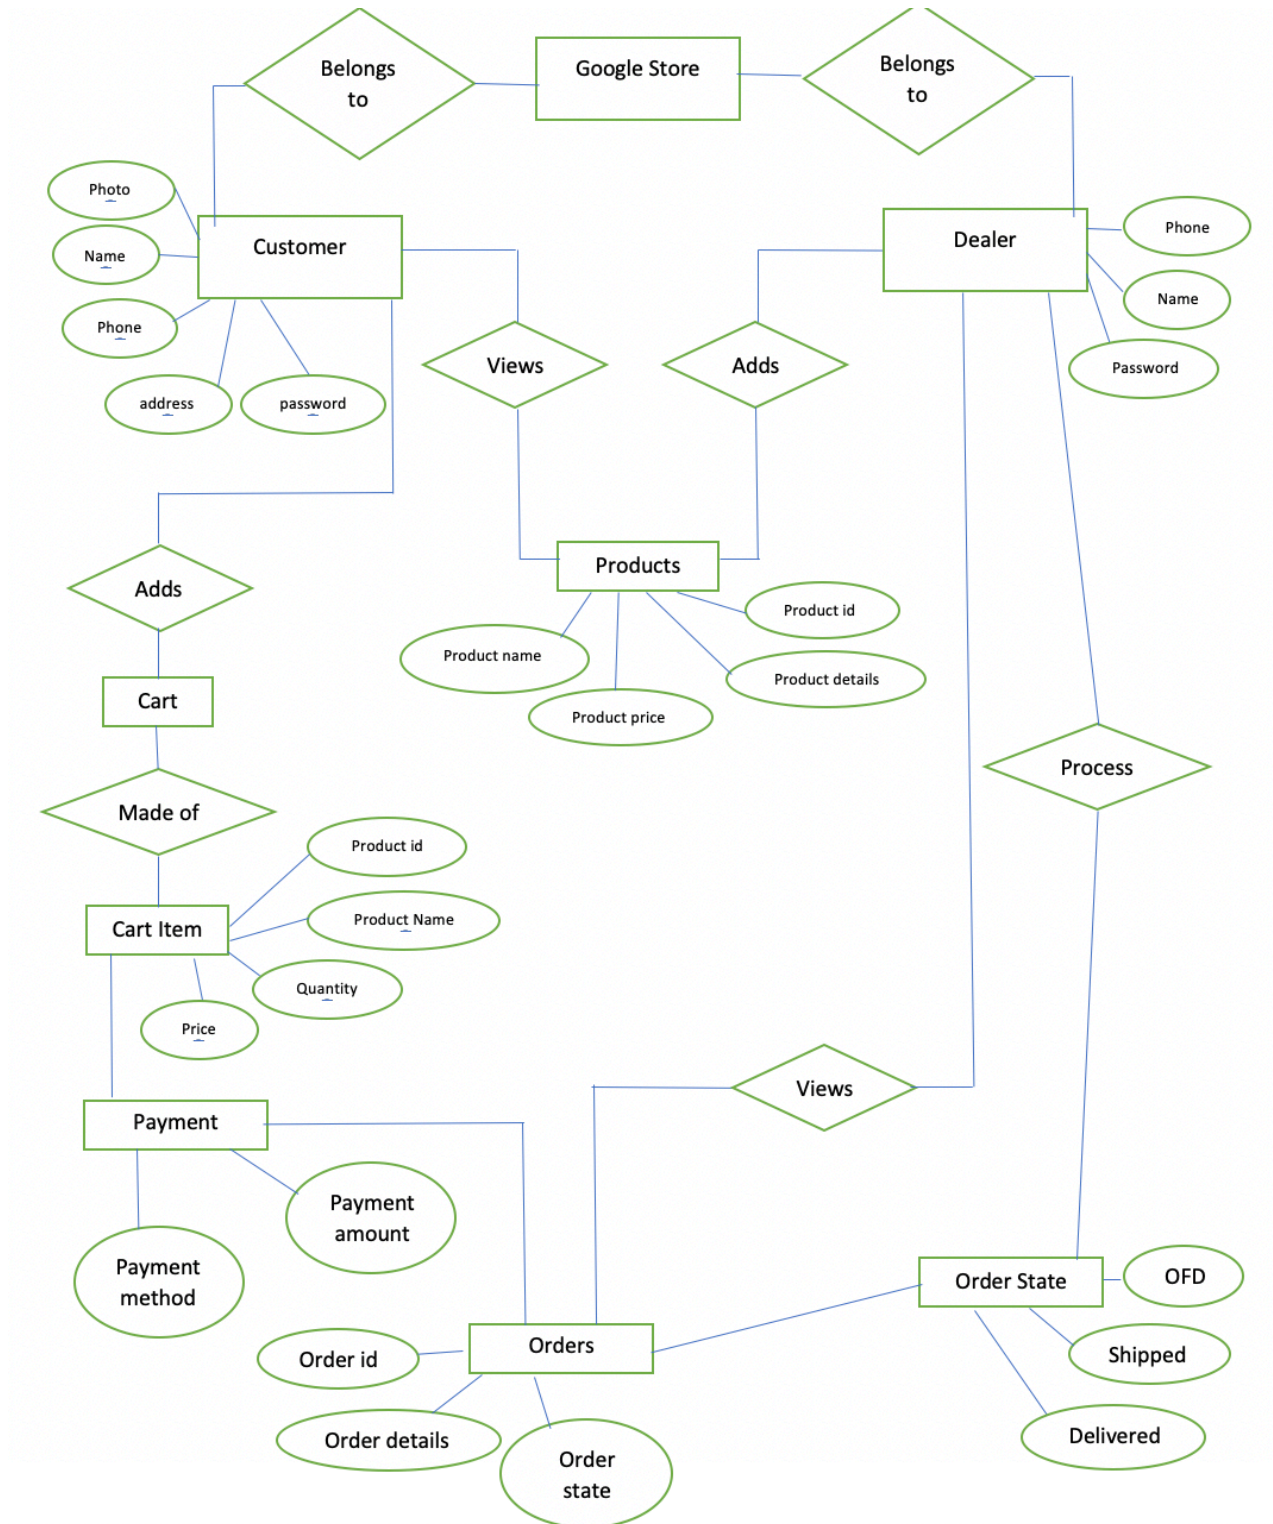 Belongs
to
Google Store
Belongs
to
Photo
Name
Phone
address
password
Customer
Dealer
Phone
Name
Password
Views
Adds
Adds
Products
Product id
Product name
Product details
Product price
Cart
Process
Made of
Product id
Product Name
Cart Item
Quantity
Price
Views
Payment
Payment
amount
Payment
method
Order State
OFD
Shipped
Delivered
Orders
Order id
Order details
Order
state